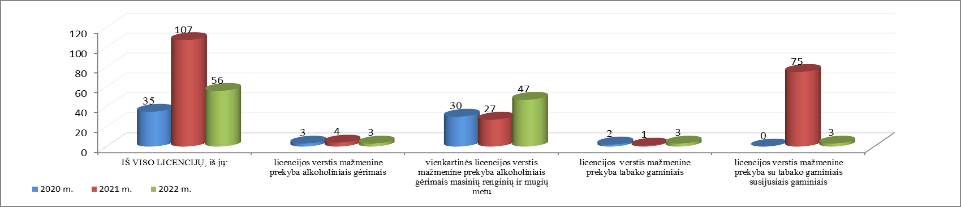 120
100
80
60
40
20
0
35
107
56
3
4
3
30
27
47
2
1
3
0
75
3
IŠ VISO LICENCIJŲ, iš jų:
licencijos verstis mažmenine
prekyba alkoholiniais gėrimais
vienkartinės licencijos verstis
mažmenine prekyba alkoholiniais
gėrimais masinių renginių ir mugių
metu
licencijos verstis mažmenine
prekyba tabako gaminiais
licencijos verstis mažmenine
prekyba su tabako gaminiais
susijusiais gaminiais
2020 m.
2021 m.
2022 m.